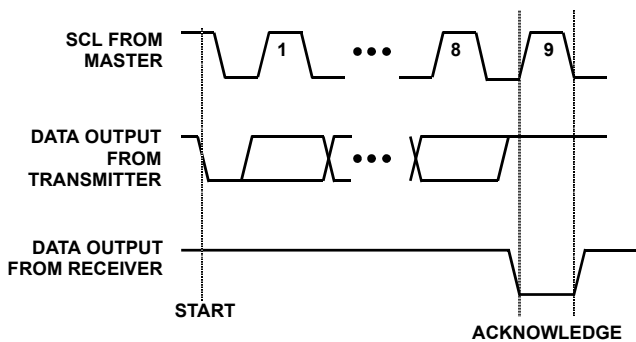 SCL FROM
MASTER
1
8
9
DATA OUTPUT
FROM
TRANSMITTER
DATA OUTPUT
FROM RECEIVER
START
ACKNOWLEDGE